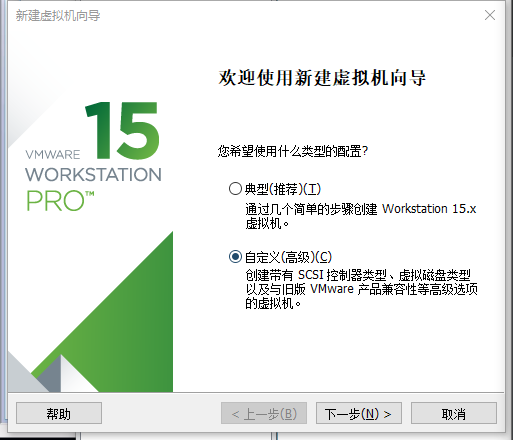 新建虚拟机向导
欢迎使用新建虚拟机向导
15
VMWARE
WORKSTATION
PRO™
您希望使用什么类型的配置?
典型(推荐)(T)
通过几个简单的步骤创建 Workstation 15.x
虚拟机。
自定义(高级)(C)
创建带有 SCSI 控制器类型、虚拟磁盘类型
以及与旧版 VMware 产品兼容性等高级选项
的虚拟机。
帮助
< 上一步(B)
下一步(N) >
取消